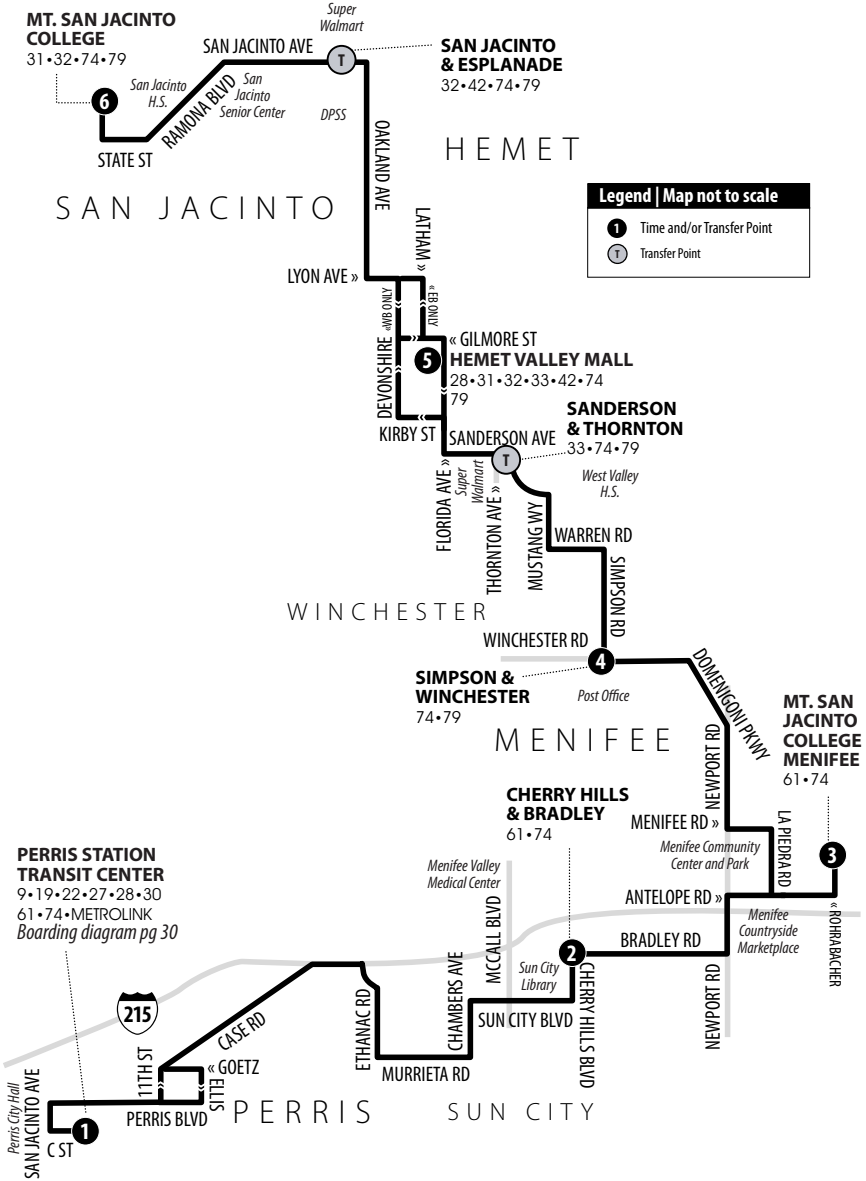 Super
Walmart
MT. SAN JACINTO
COLLEGE
31•32•74•79
SAN JACINTO AVE
T
SAN JACINTO
& ESPLANADE
32•42•74•79
San Jacinto
H.S.
6
RAMONA BLVD
San
Jacinto
Senior Center
DPSS
STATE ST
OAKLAND AVE
HEMET
SAN JACINTO
Legend | Map not to scale
1 Time and/or Transfer Point
T Transfer Point
LATHAM »
LYON AVE »
«WB ONLY
« EB ONLY
DEVONSHIRE
« GILMORE ST
5
HEMET VALLEY MALL
28•31•32•33•42•74
79
KIRBY ST
SANDERSON AVE
SANDERSON
& THORNTON
33•74•79
T
FLORIDA AVE »
Super
Walmart
THORNTON AVE »
West Valley
H.S.
MUSTANG WY
WARREN RD
SIMPSON RD
WINCHESTER
WINCHESTER RD
4
SIMPSON &
WINCHESTER
74•79
Post Office
DOMENIGONI PKWY
MENIFEE
NEWPORT RD
MT. SAN
JACINTO
COLLEGE
MENIFEE
61•74
CHERRY HILLS
& BRADLEY
61•74
MENIFEE RD »
LA PIEDRA RD
Menifee Community
Center and Park
3
Menifee Valley
Medical Center
ANTELOPE RD »
« ROHRABACHER
Menifee
Countryside
Marketplace
PERRIS STATION
TRANSIT CENTER
9•19•22•27•28•30
61•74•METROLINK
Boarding diagram pg 30
MCCALL BLVD
BRADLEY RD
2
Sun City
Library
CHERRY HILLS BLVD
NEWPORT RD
CHAMBERS AVE
SUN CITY BLVD
215
CASE RD
ETHANAC RD
MURRIETA RD
11TH ST
« GOETZ
ELLIS
PERRIS
SUN CITY
Perris City Hall
SAN JACINTO AVE
PERRIS BLVD
C ST
1